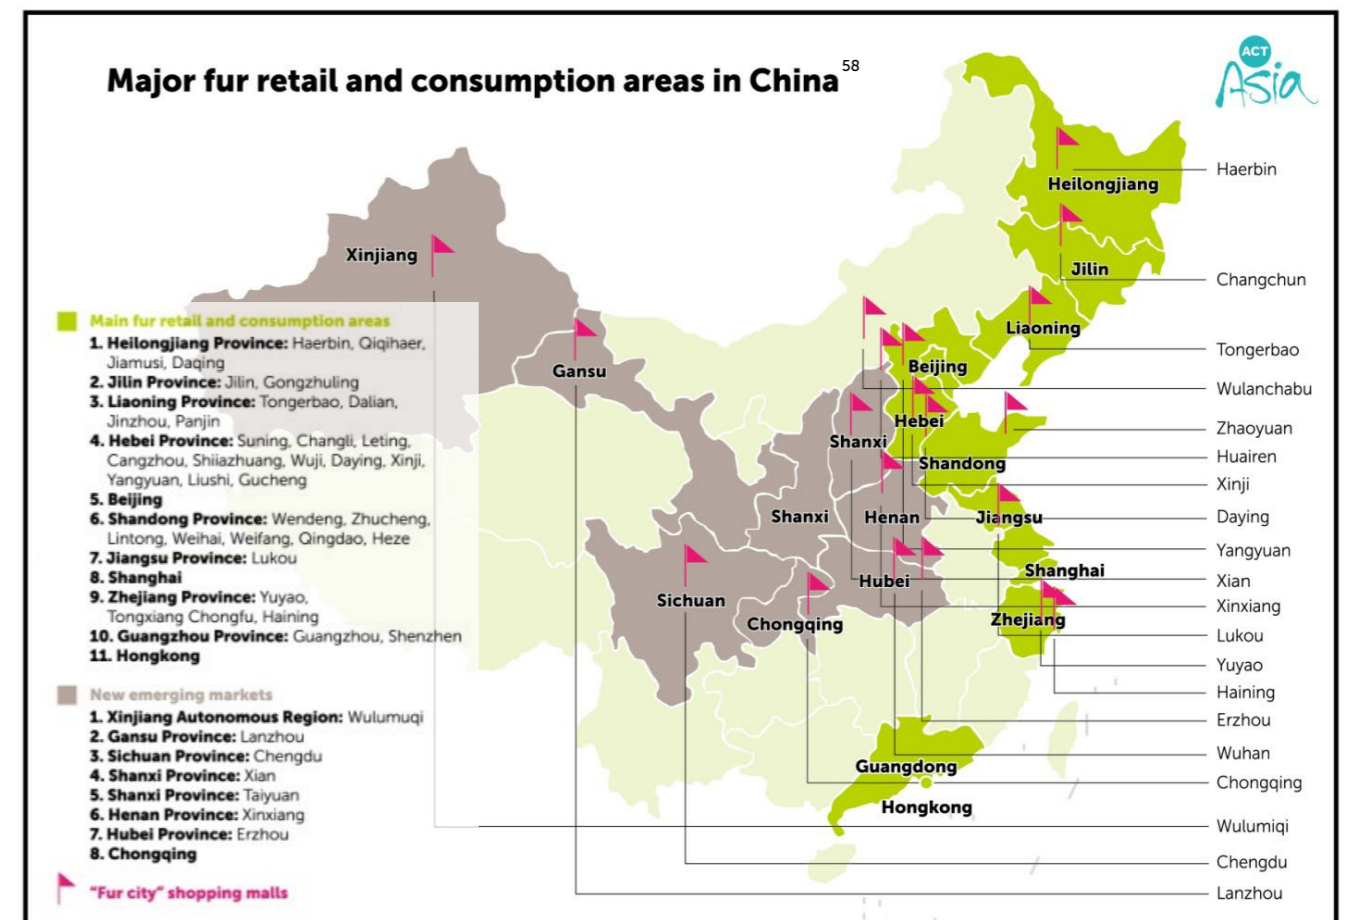 Major fur retail and consumption areas in China 58
ACT
Asia
Heilongjiang
Jilin
Liaoning
Xinjiang
Gansu
Beijing
Hebei
Shanxi
Shandong
Shanxi
Henan
Jiangsu
Shanghai
Hubei
Sichuan
Chongqing
Zhejiang
Guangdong
Hongkong
Haerbin
Changchun
Tongerbao
Wulanchabu
Zhaoyuan
Huairen
Xinji
Daying
Yangyuan
Xian
Xinxiang
Lukou
Yuyao
Haining
Erzhou
Wuhan
Chongqing
Wulumiqi
Chengdu
Lanzhou
Main fur retail and consumption areas
1. Heilongjiang Province: Haerbin, Qiqihaer,
Jiamusi, Daqing
2. Jilin Province: Jilin, Gongzhuling
3. Liaoning Province: Tongerbao, Dalian,
Jinzhou, Panjin
4. Hebei Province: Suning, Changli, Leting,
Cangzhou, Shiiazhuang, Wuji, Daying, Xinji,
Yangyuan, Liushi, Gucheng
5. Beijing
6. Shandong Province: Wendeng, Zhucheng,
Lintong, Weihai, Weifang, Qingdao, Heze
7. Jiangsu Province: Lukou
8. Shanghai
9. Zhejiang Province: Yuyao,
Tongxiang Chongfu, Haining
10. Guangzhou Province: Guangzhou, Shenzhen
11. Hongkong
New emerging markets
1. Xinjiang Autonomous Region: Wulumuqi
2. Gansu Province: Lanzhou
3. Sichuan Province: Chengdu
4. Shanxi Province: Xian
5. Shanxi Province: Taiyuan
6. Henan Province: Xinxiang
7. Hubei Province: Erzhou
8. Chongqing
"Fur city" shopping malls